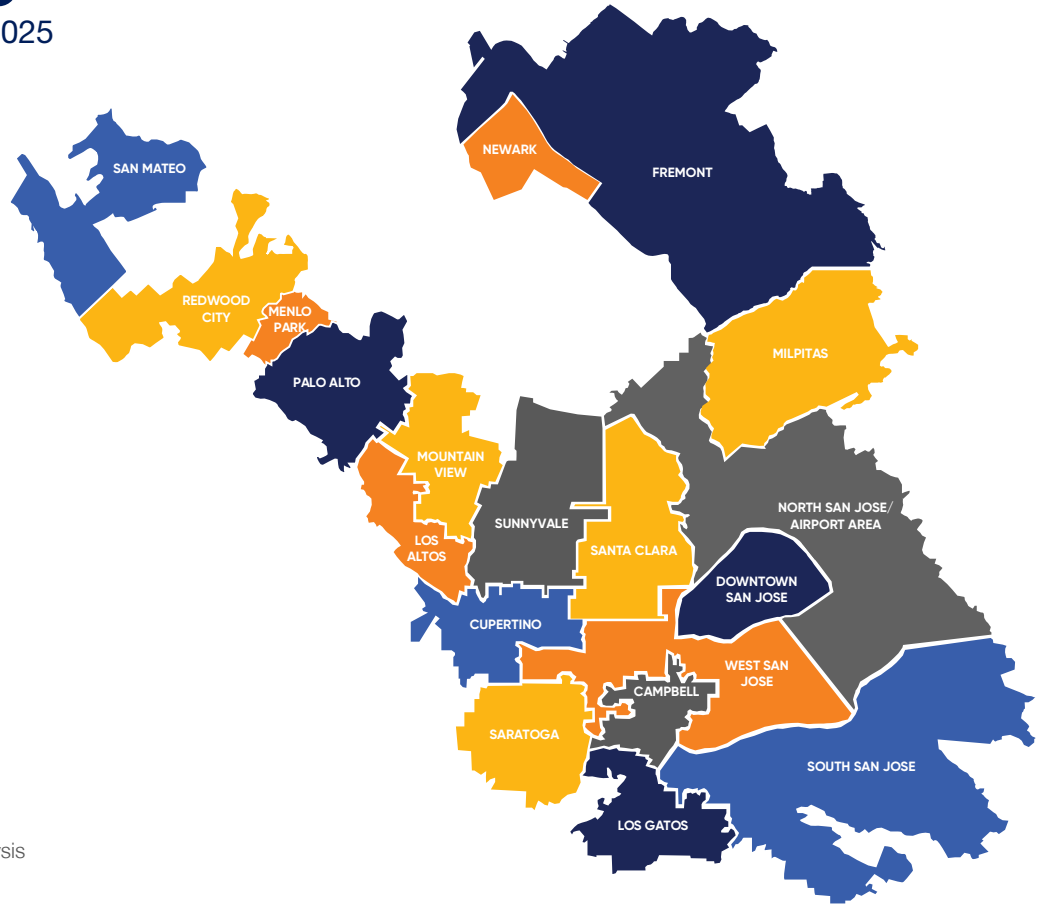 025
SAN MATEO
NEWARK
FREMONT
REDWOOD
CITY
MENLO
PARK
MILPITAS
PALO ALTO
MOUNTAIN
VIEW
SUNNYVALE
NORTH SAN JOSE/
AIRPORT AREA
LOS
ALTOS
SANTA CLARA
DOWNTOWN
SAN JOSE
CUPERTINO
WEST SAN
JOSE
CAMPBELL
SARATOGA
SOUTH SAN JOSE
LOS GATOS
sis